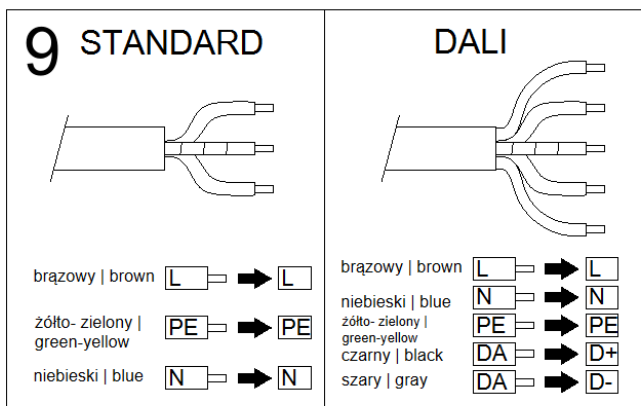 9 STANDARD
brązowy | brown L L
żółto- zielony |
green-yellow PE PE
niebieski | blue N N
DALI
brązowy | brown L L
niebieski | blue N N
żółto- zielony |
green-yellow PE PE
czarny | black DA D+
szary | gray DA D-